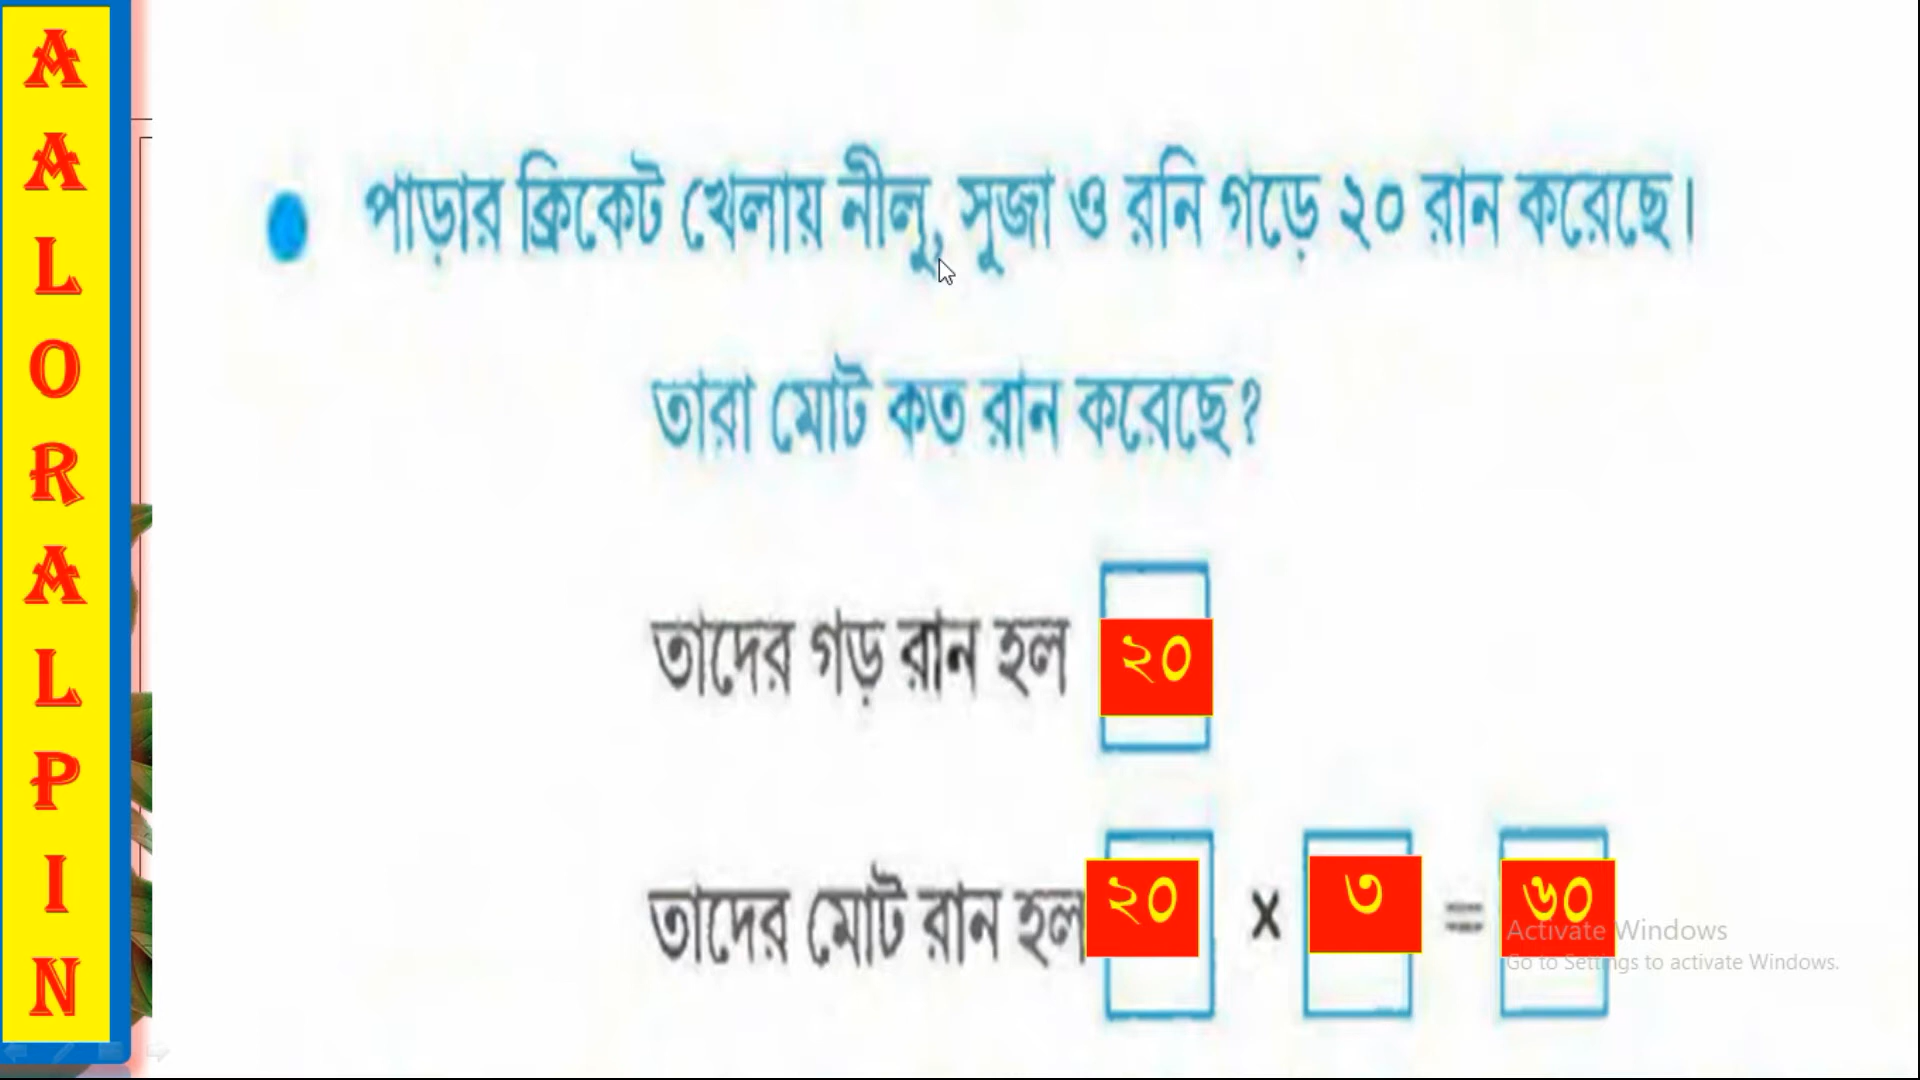 AALORALPIN
পাড়ার ক্রিকেট খেলায় নীলু, সুজা ও রনি গড়ে ২০ রান করেছে।
তারা মোট কত রান করেছে?
তাদের গড় রান হল ২০
তাদের মোট রান হল ২০ x ৩ = ৬০
Activate Windows
Go to Settings to activate Windows.